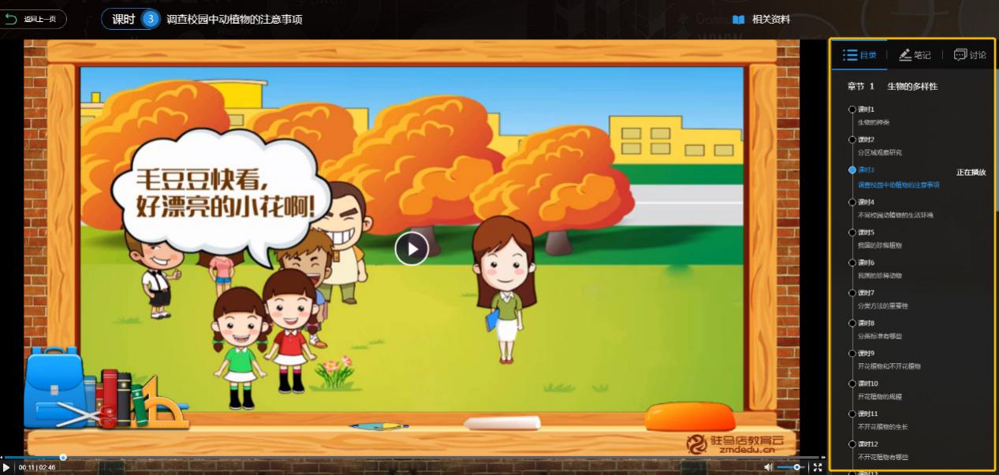 返回上一页
课时 3 调查校园中动植物的注意事项
相关资料
毛豆豆快看，
好漂亮的小花啊！
驻马店教育云
zmdedu.cn
00:11 | 02:46
目录
笔记
讨论
章节 1 生物的多样性
课时1
生物的种类
课时2
分区域观察研究
课时3
正在播放
调查校园中动植物的注意事项
课时4
不同校园动植物的生活环境
课时5
我国的珍稀植物
课时6
我国的珍稀动物
课时7
分类方法的重要性
课时8
分类标准有哪些
课时9
开花植物和不开花植物
课时10
开花植物的规模
课时11
不开花植物的生长
课时12
不开花植物有哪些
课时13